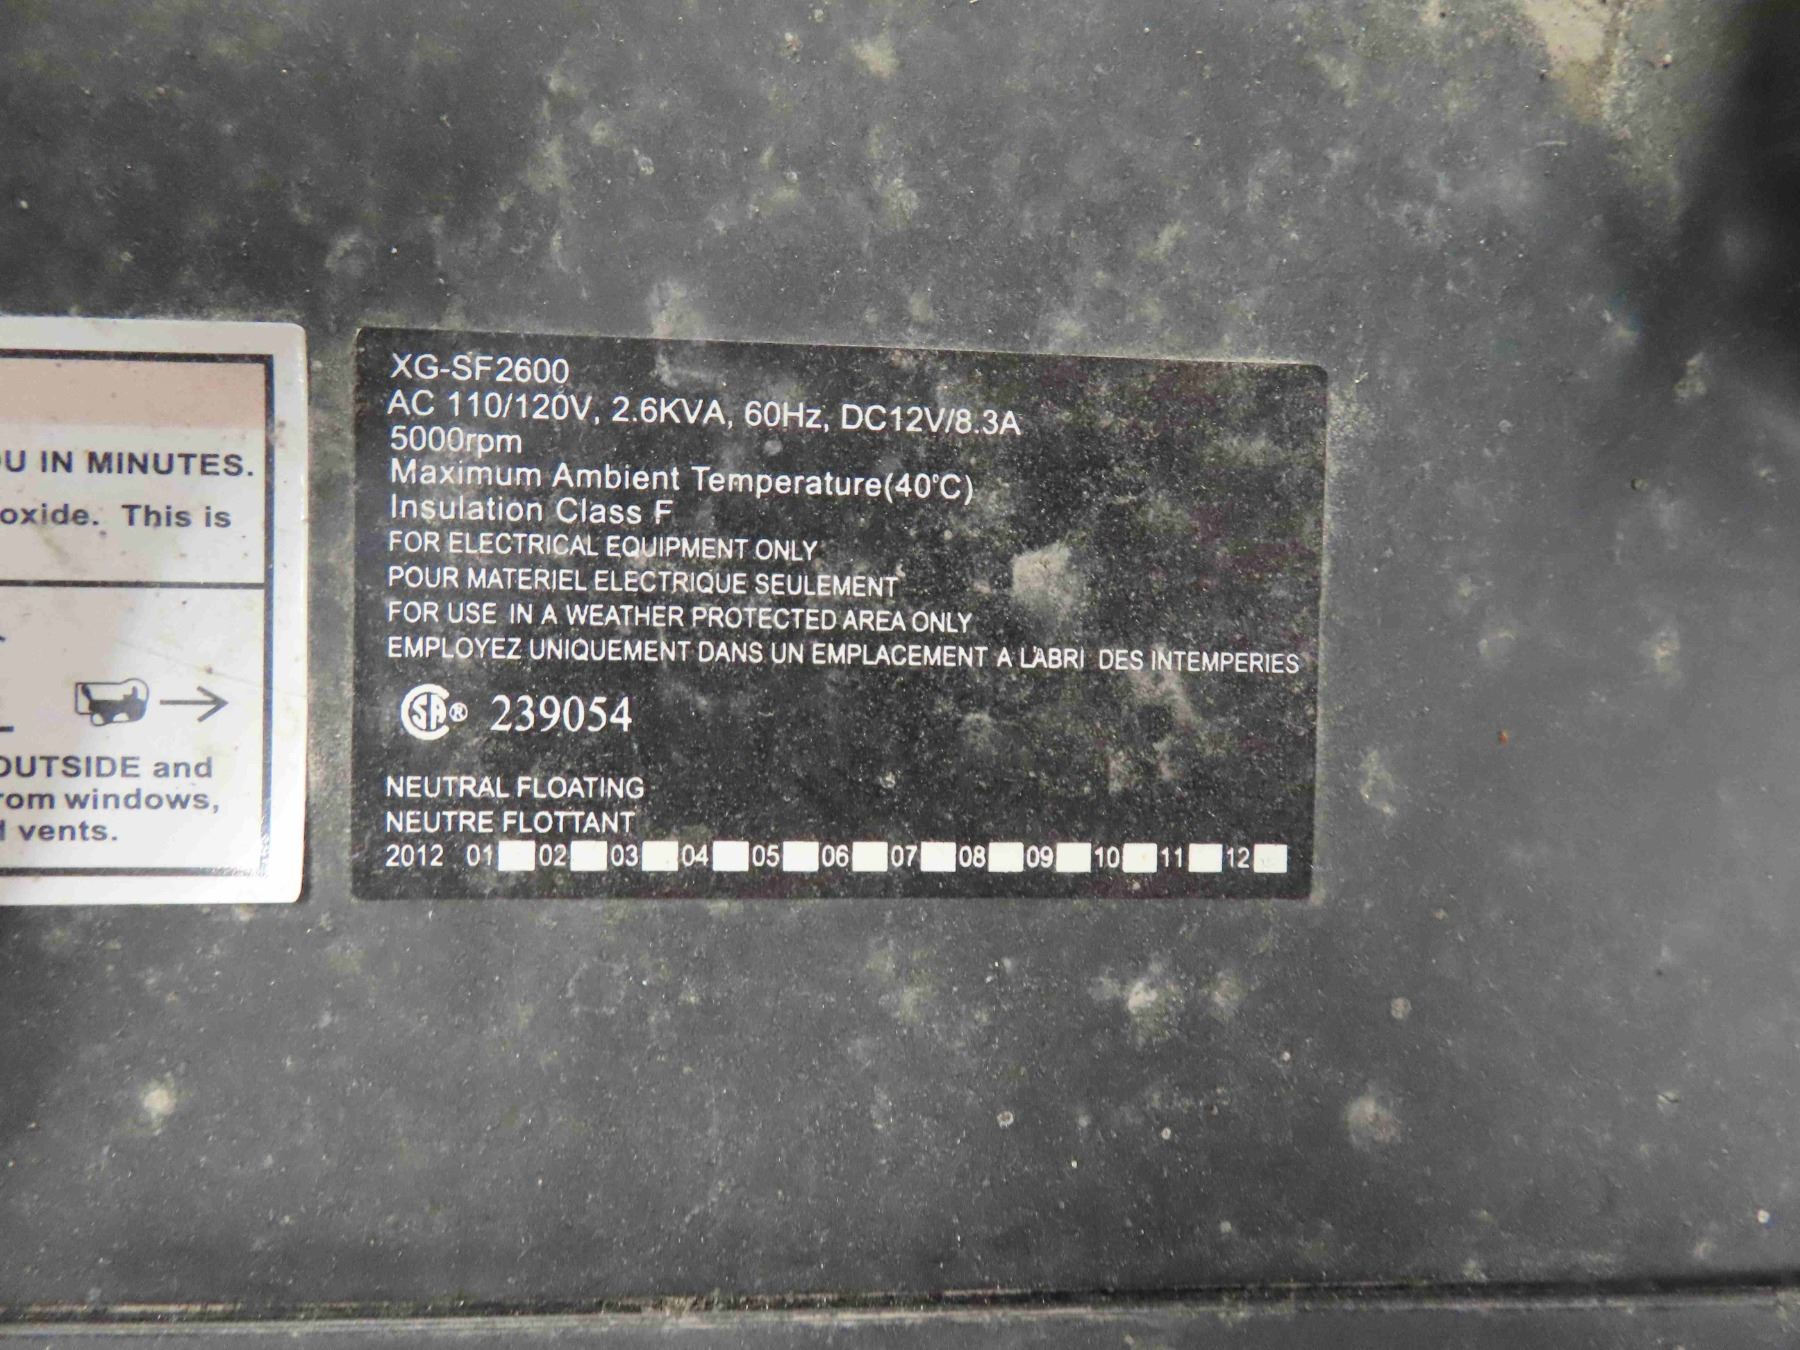 U IN MINUTES.
oxide. This is
OUTSIDE and
rom windows,
vents.
XG-SF2600
AC 110/120V, 2.6KVA, 60Hz, DC12V/8.3A
5000rpm
Maximum Ambient Temperature(40°C)
Insulation Class F
FOR ELECTRICAL EQUIPMENT ONLY
POUR MATERIEL ELECTRIQUE SEULEMENT
FOR USE IN A WEATHER PROTECTED AREA ONLY
EMPLOYEZ UNIQUEMENT DANS UN EMPLACEMENT A L'ABRI DES INTEMPERIES
CSA® 239054
NEUTRAL FLOATING
NEUTRE FLOTTANT
2012 01 02 03 04 05 06 07 08 09 10 11 12